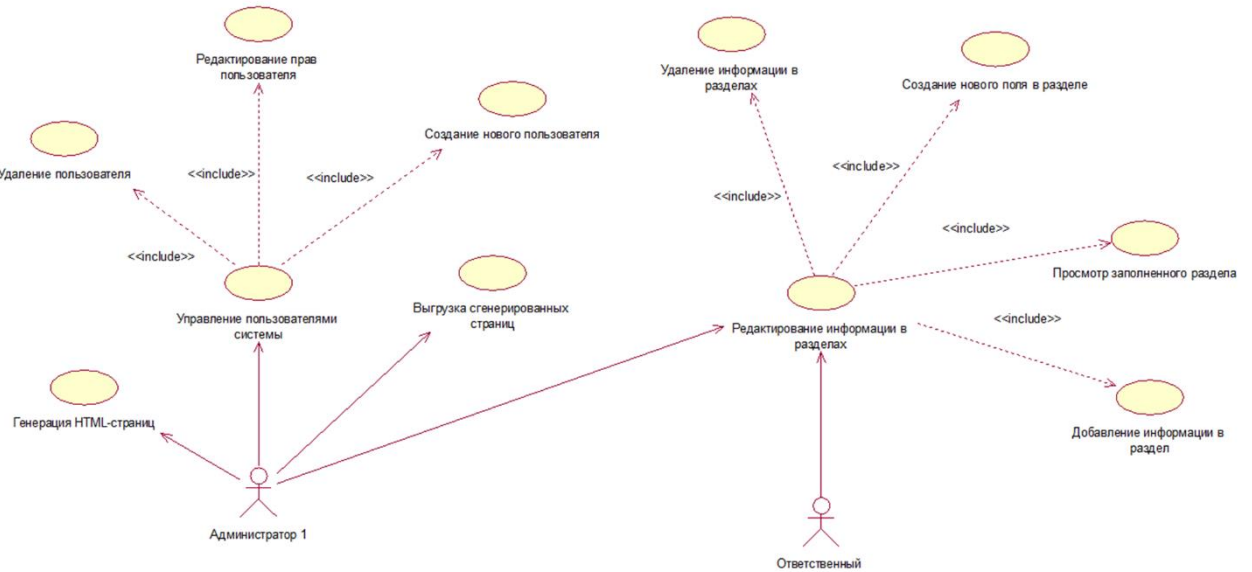 Редактирование прав
пользователя
Удаление информации в
разделах
Создание нового поля в разделе
Создание нового пользователя
Удаление пользователя
<<include>>
<<include>>
<<include>>
<<include>>
<<include>>
<<include>>
<<include>>
Просмотр заполненного раздела
Управление пользователями
системы
Выгрузка сгенерированных
страниц
Редактирование информации в
разделах
<<include>>
Генерация HTML-страниц
Добавление информации в
раздел
Администратор 1
Ответственный